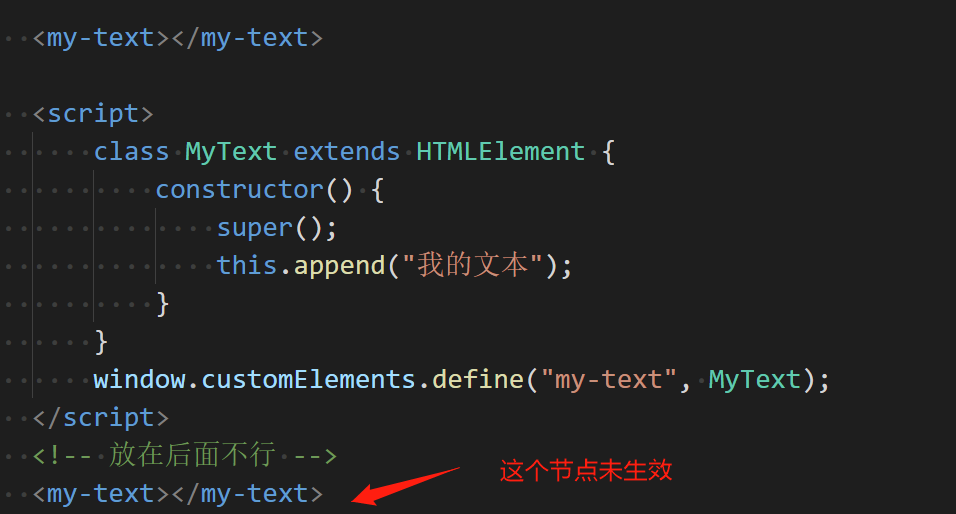 <my-text></my-text>
<script>
class MyText extends HTMLElement {
constructor() {
super();
this.append("我的文本");
}
}
window.customElements.define("my-text", MyText);
</script>
<!-- 放在后面不行 -->
<my-text></my-text> 这个节点未生效